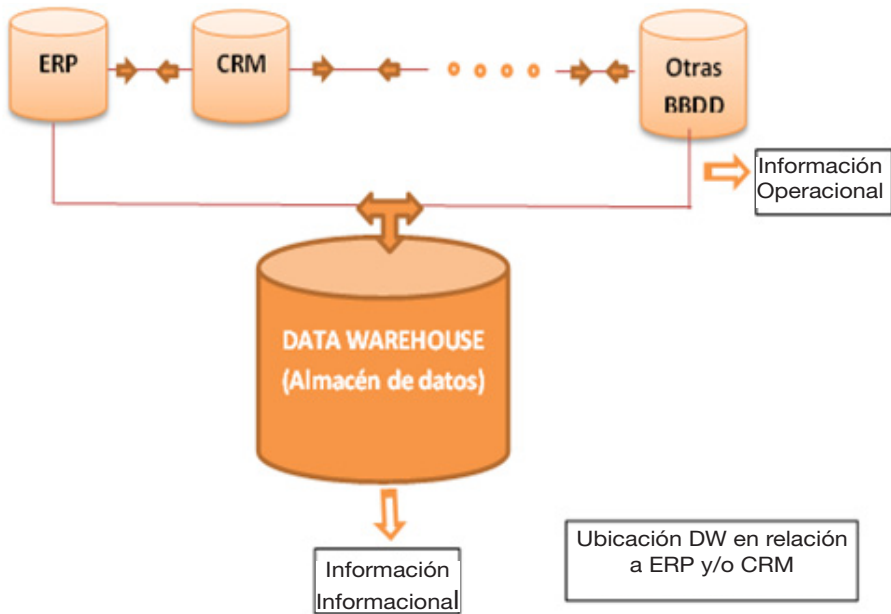 ERP
CRM
Otras
BBDD
Información
Operacional
DATA WAREHOUSE
(Almacén de datos)
Información
Informacional
Ubicación DW en relación
a ERP y/o CRM